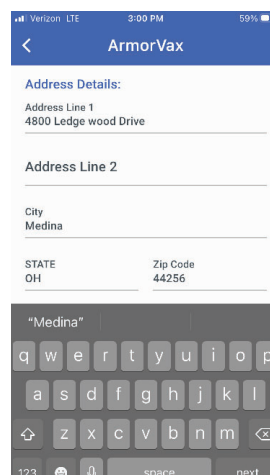 Verizon LTE 3:00 PM 59%
ArmorVax
Address Details:
Address Line 1
4800 Ledge wood Drive
Address Line 2
City
Medina
STATE Zip Code
OH 44256
“Medina”
q w e r t y u i o p
a s d f g h j k l
z x c v b n m
123 space next